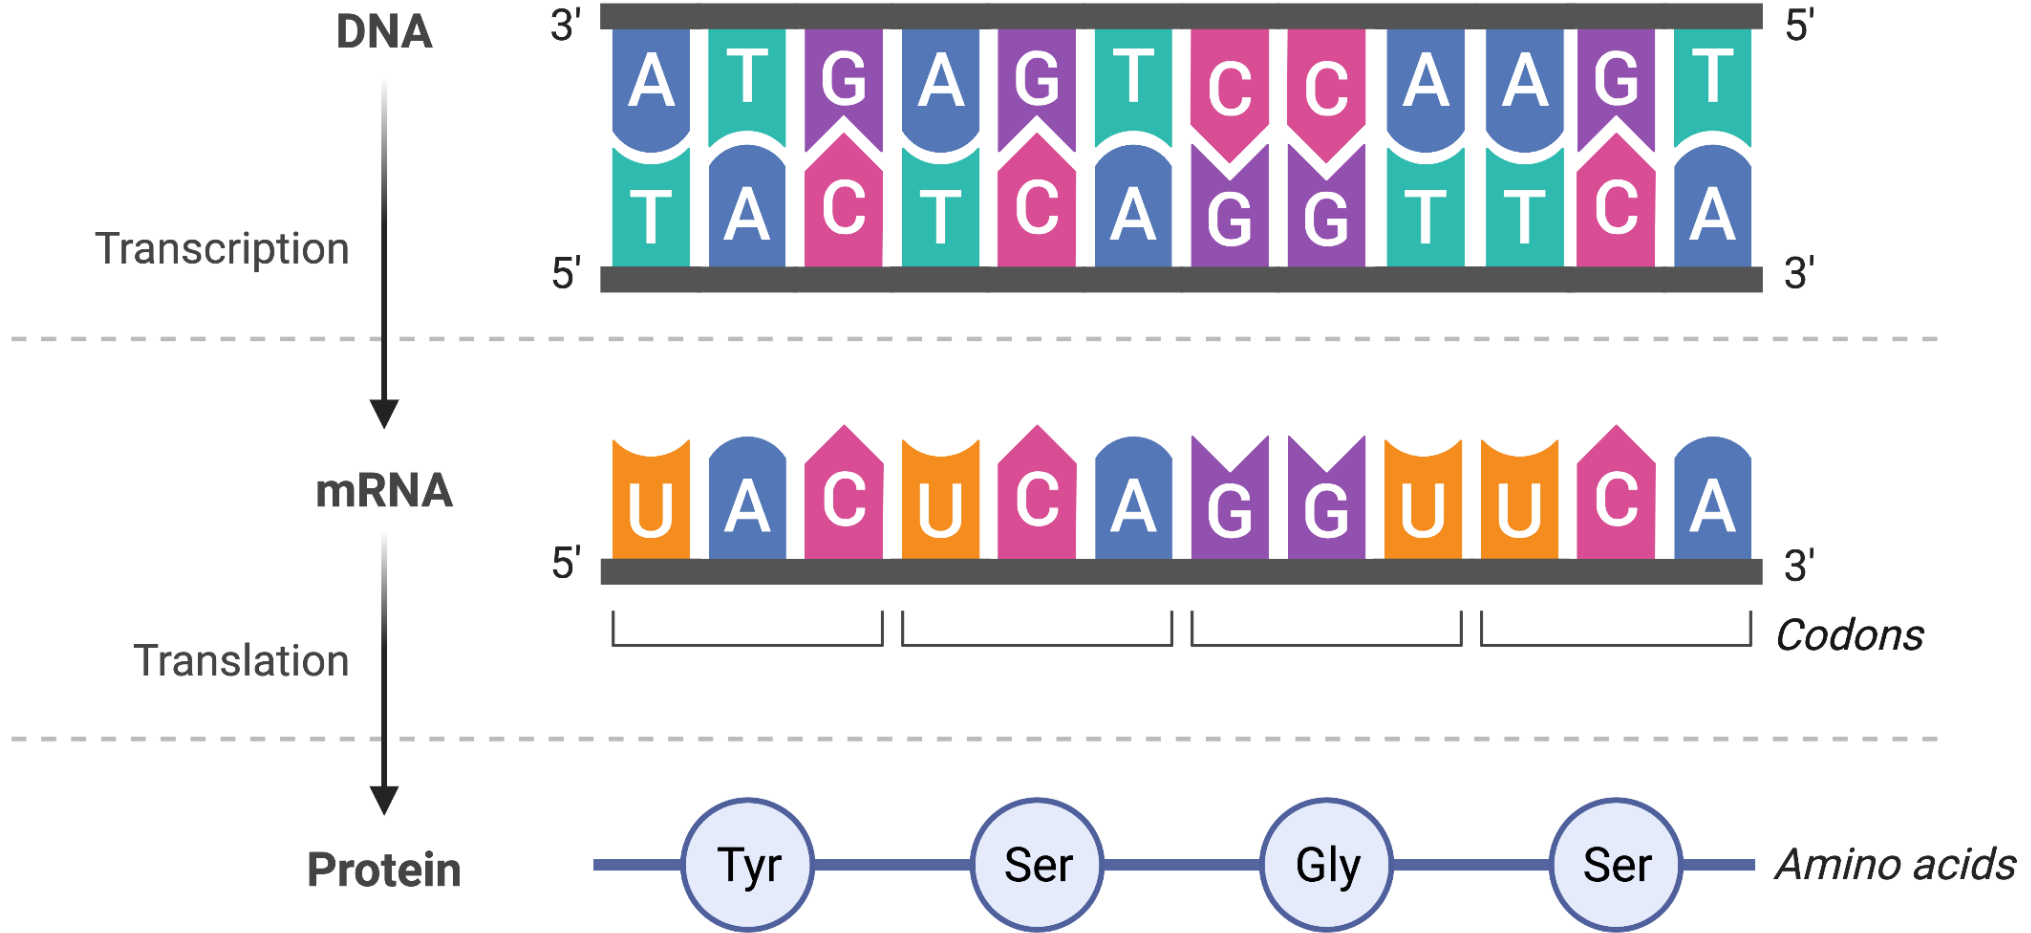 DNA
3' A T G A G T C C A A G T 5'
T A C T C A G G T T C A
Transcription
5' 3'
mRNA
U A C U C A G G U U C A
5' 3'
Codons
Translation
Protein
Tyr Ser Gly Ser Amino acids